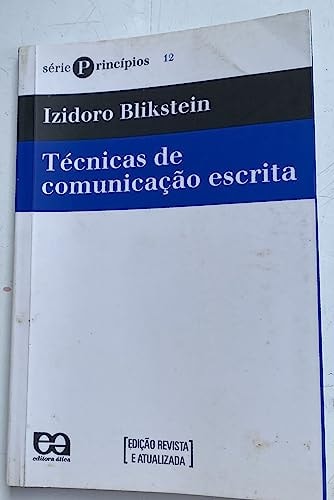 série Princípios 12
Izidoro Blikstein
Técnicas de
comunicação escrita
[EDIÇÃO REVISTA
E ATUALIZADA]
editora ática